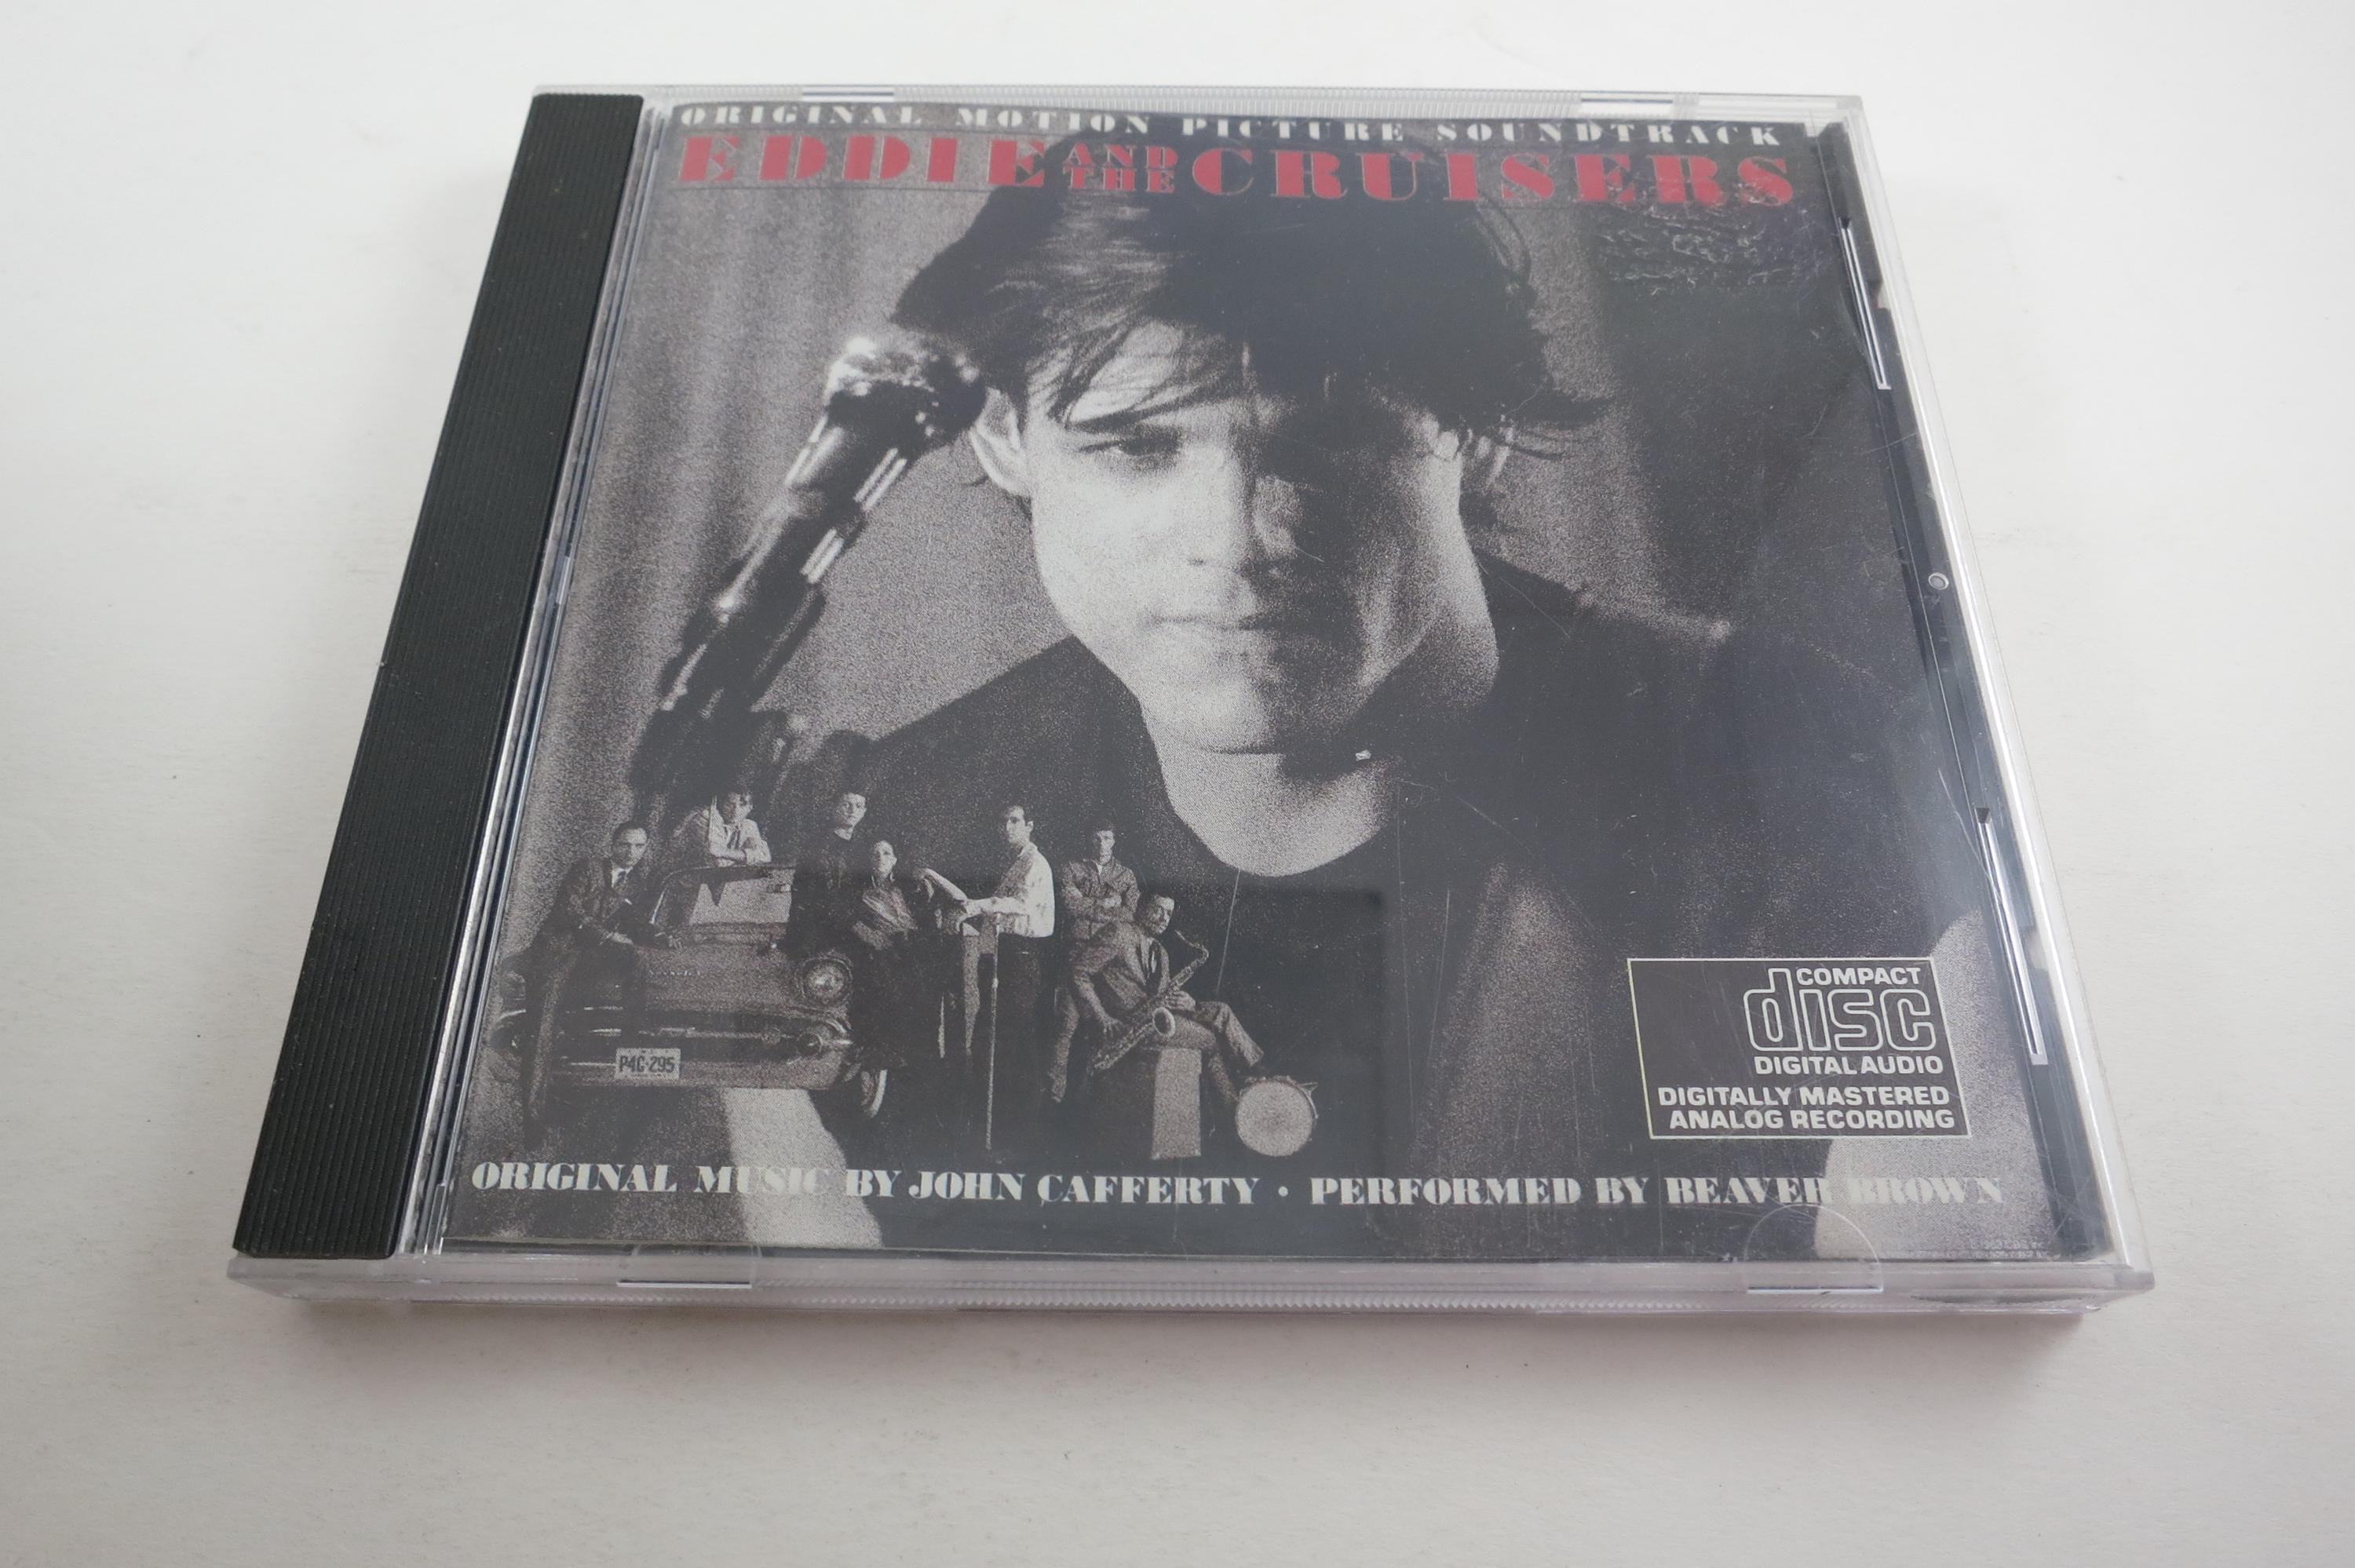 ORIGINAL MOTION PICTURE SOUNDTRACK
EDDIE AND THE CRUISERS
P4C-295
COMPACT
disc
DIGITAL AUDIO
DIGITALLY MASTERED
ANALOG RECORDING
ORIGINAL MUSIC BY JOHN CAFFERTY • PERFORMED BY BEAVER BROWN